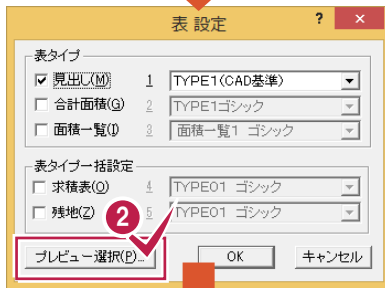 表 設定 ? ×
表タイプ
見出し(M) 1 TYPE1(CAD基準)
合計面積(G) 2 TYPE1ゴシック
面積一覧(I) 3 面積一覧1 ゴシック
表タイプ一括設定
求積表(O) 4 TYPE01 ゴシック
残地(Z) 5 TYPE01 ゴシック
2
プレビュー選択(P)... OK キャンセル